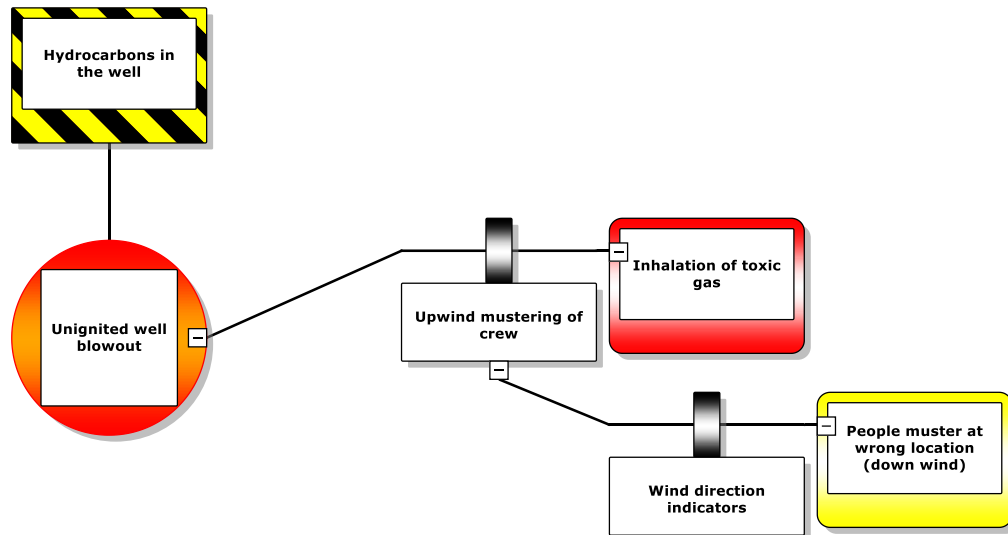 Hydrocarbons in
the well
Unignited well
blowout
Upwind mustering of
crew
Inhalation of toxic
gas
Wind direction
indicators
People muster at
wrong location
(down wind)